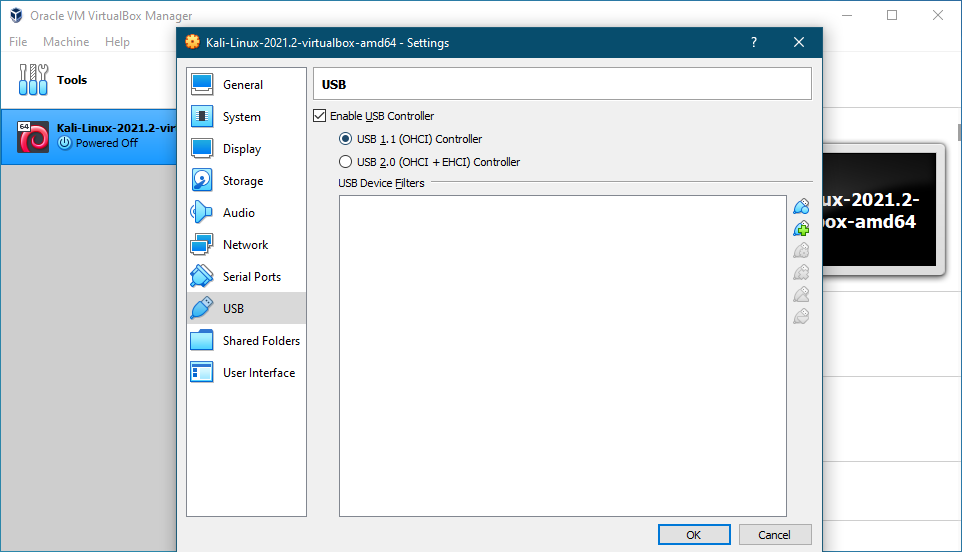 Oracle VM VirtualBox Manager
File Machine Help
Tools
64
Kali-Linux-2021.2-vir
Powered Off
Kali-Linux-2021.2-virtualbox-amd64 - Settings
?
General
System
Display
Storage
Audio
Network
Serial Ports
USB
Shared Folders
User Interface
USB
Enable USB Controller
USB 1.1 (OHCI) Controller
USB 2.0 (OHCI + EHCI) Controller
USB Device Filters
OK Cancel
ux-2021.2-
box-amd64